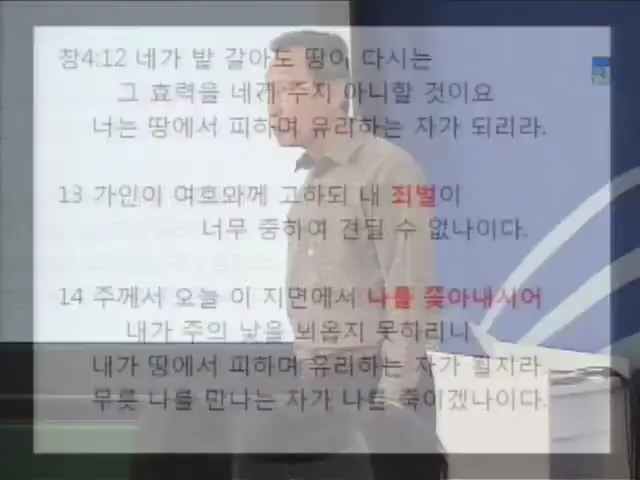 창4:12 네가 밭 갈아도 땅이 다시는
그 효력을 네게 주지 아니할 것이요
너는 땅에서 피하며 유리하는 자가 되리라.
13 가인이 여호와께 고하되 내 죄벌이
너무 중하여 견딜 수 없나이다.
14 주께서 오늘 이 지면에서 나를 쫓아내시어
내가 주의 낯을 뵈옵지 못하리니
내가 땅에서 피하며 유리하는 자가 될지라
무릇 나를 만나는 자가 나를 죽이겠나이다.